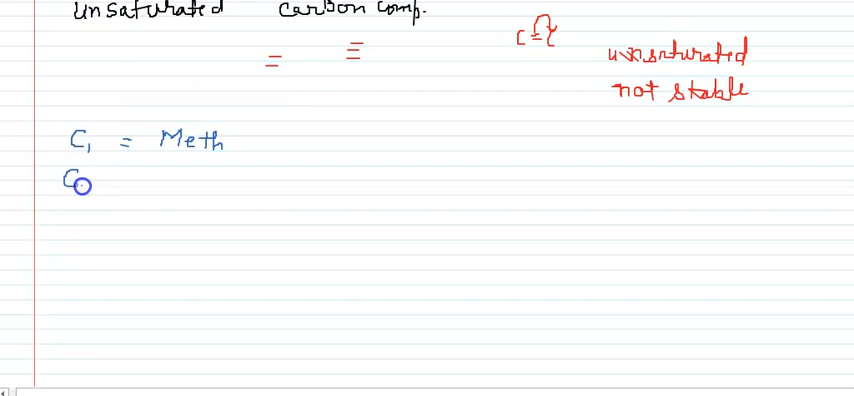 Unsaturated Carbon Comp.
= ≡
unsaturated
not stable
C₁ = Meth
C